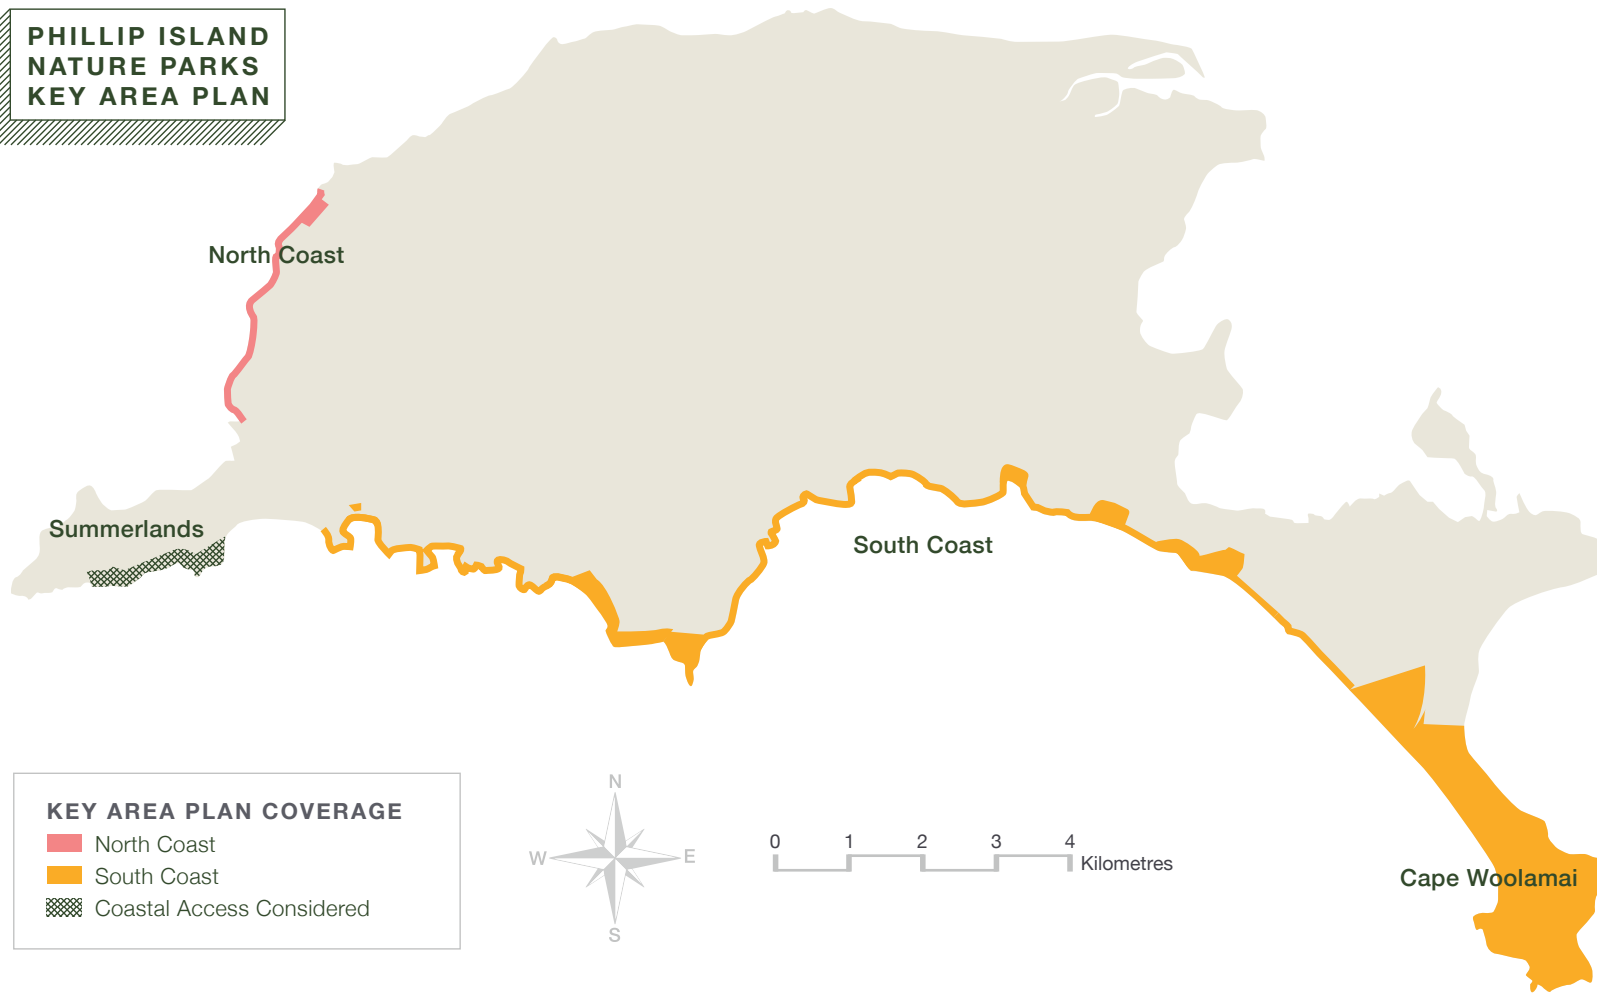 PHILLIP ISLAND
NATURE PARKS
KEY AREA PLAN
North Coast
Summerlands
South Coast
Cape Woolamai
KEY AREA PLAN COVERAGE
North Coast
South Coast
Coastal Access Considered
N
W
E
S
0 1 2 3 4
Kilometres